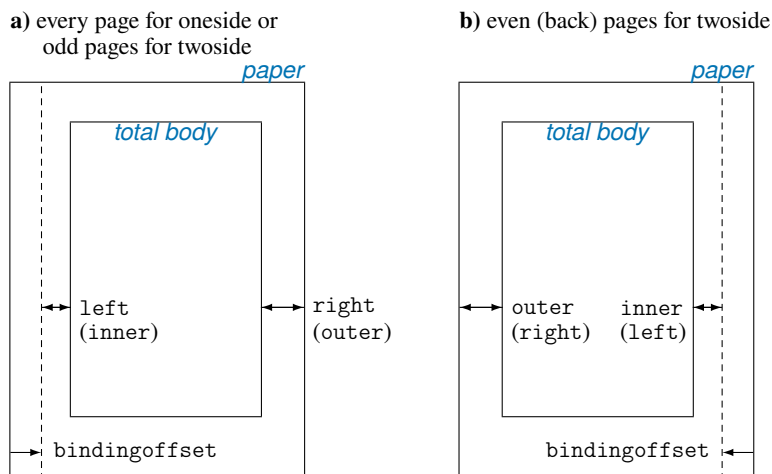 a) every page for oneside or
odd pages for twoside
paper
total body
left
(inner)
right
(outer)
bindingoffset
b) even (back) pages for twoside
paper
total body
outer
(right)
inner
(left)
bindingoffset